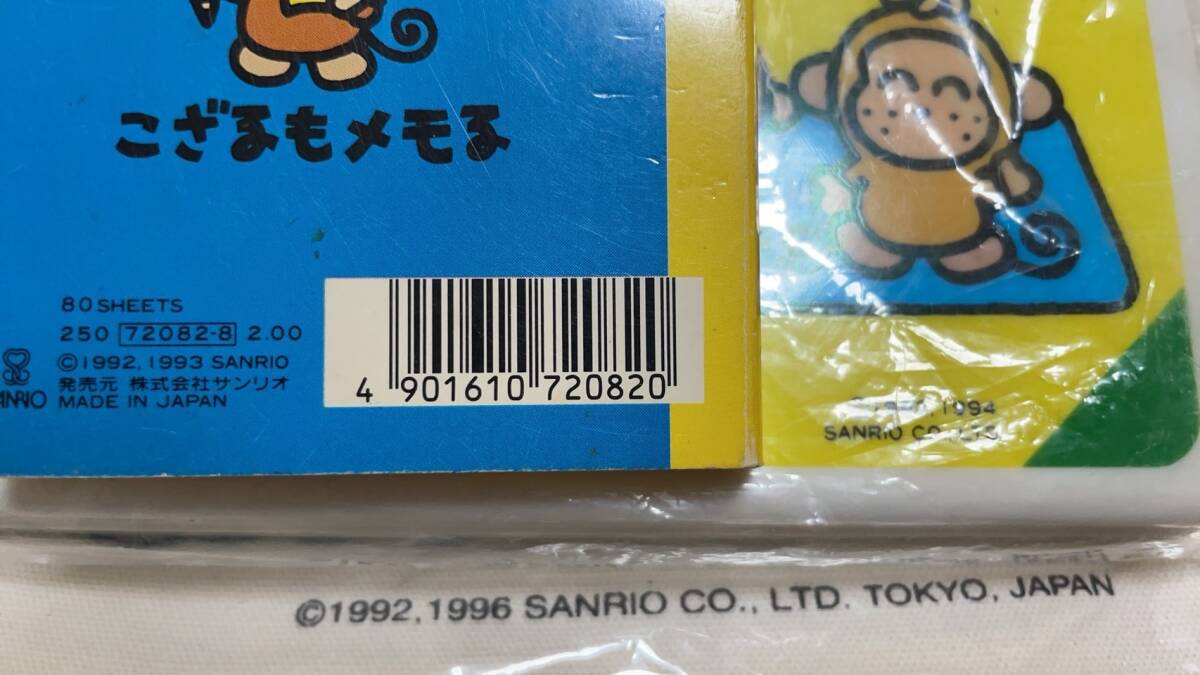 こざるもメモる
80 SHEETS
250 72082-8 2.00
©1992, 1993 SANRIO
発売元 株式会社サンリオ
MADE IN JAPAN
4 901610 720820
1994
SANRIO CO., LTD.
©1992, 1996 SANRIO CO., LTD. TOKYO, JAPAN